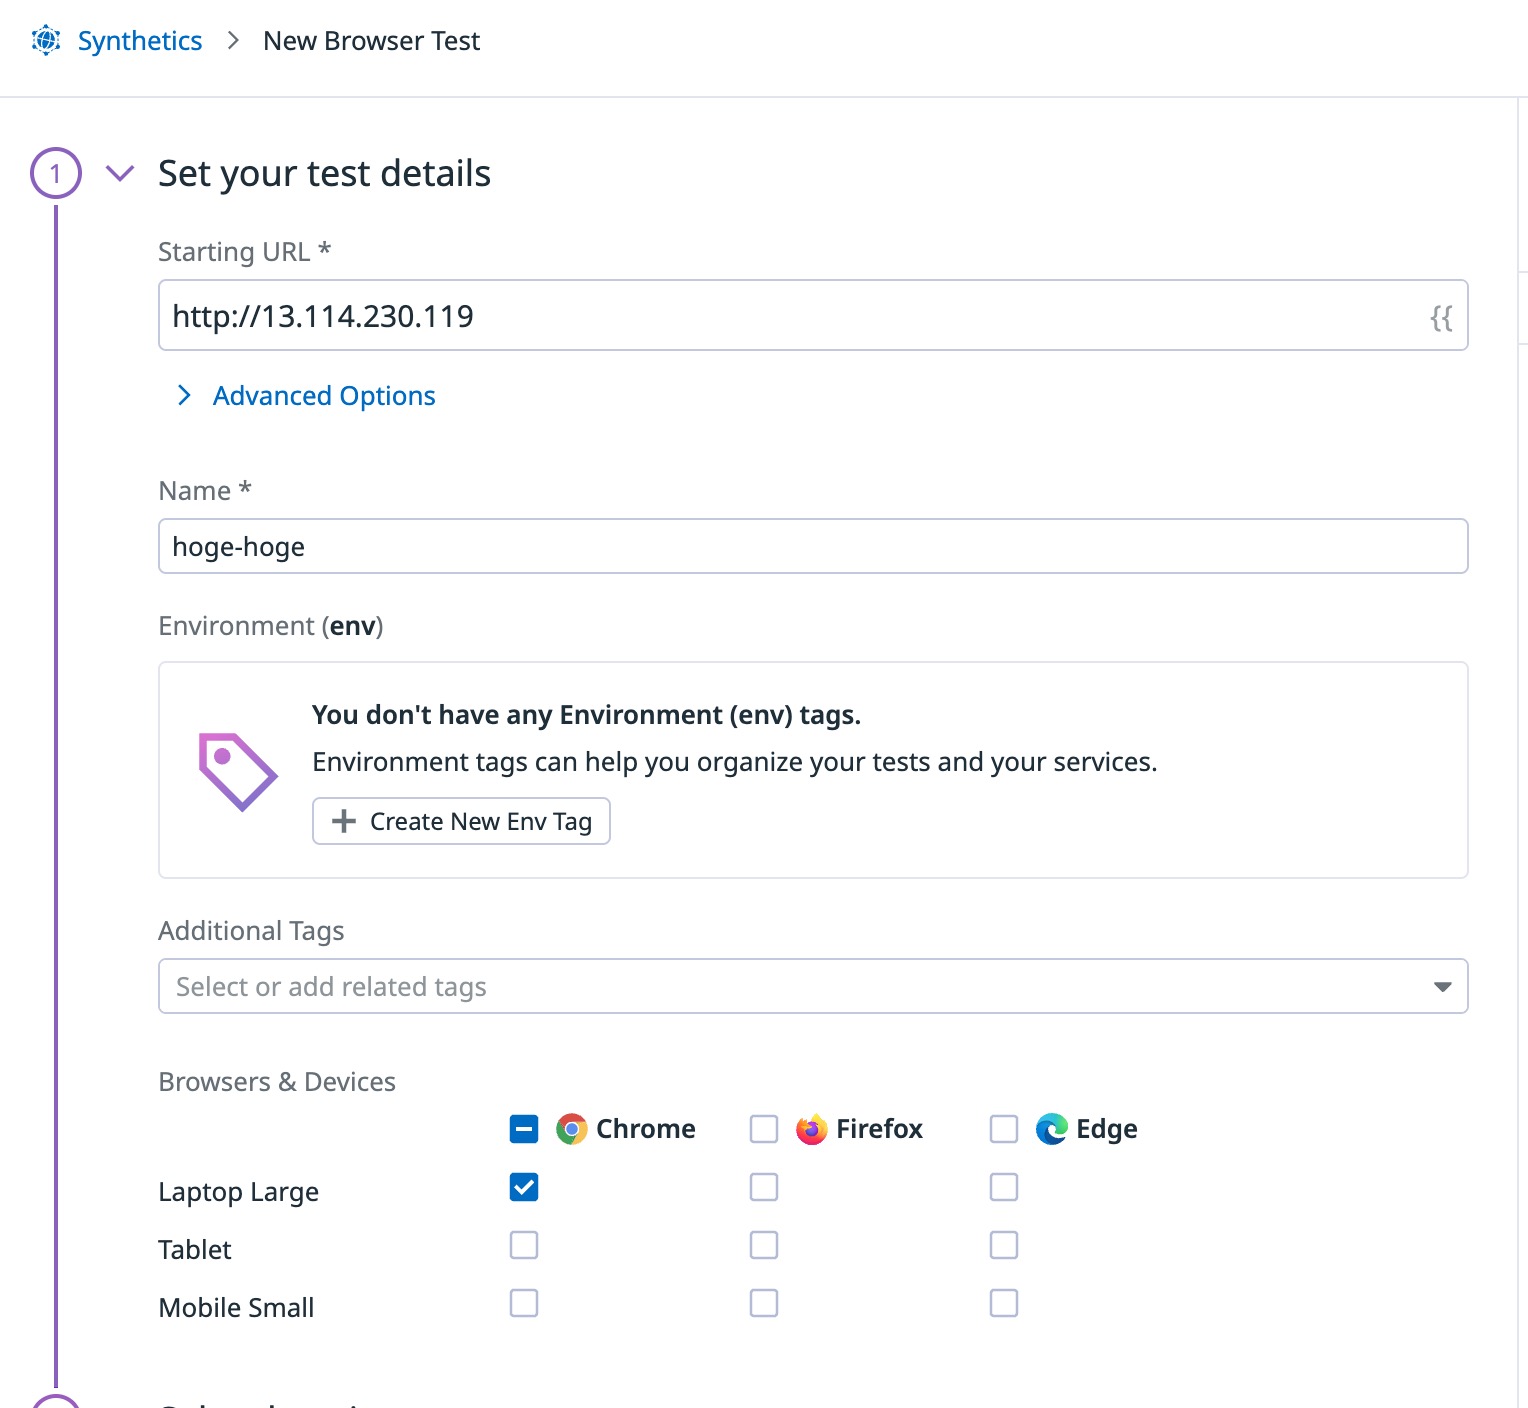 Synthetics > New Browser Test
1 Set your test details
Starting URL *
http://13.114.230.119 {{
Advanced Options
Name *
hoge-hoge
Environment (env)
You don't have any Environment (env) tags.
Environment tags can help you organize your tests and your services.
+ Create New Env Tag
Additional Tags
Select or add related tags
Browsers & Devices
Chrome Firefox Edge
Laptop Large
Tablet
Mobile Small